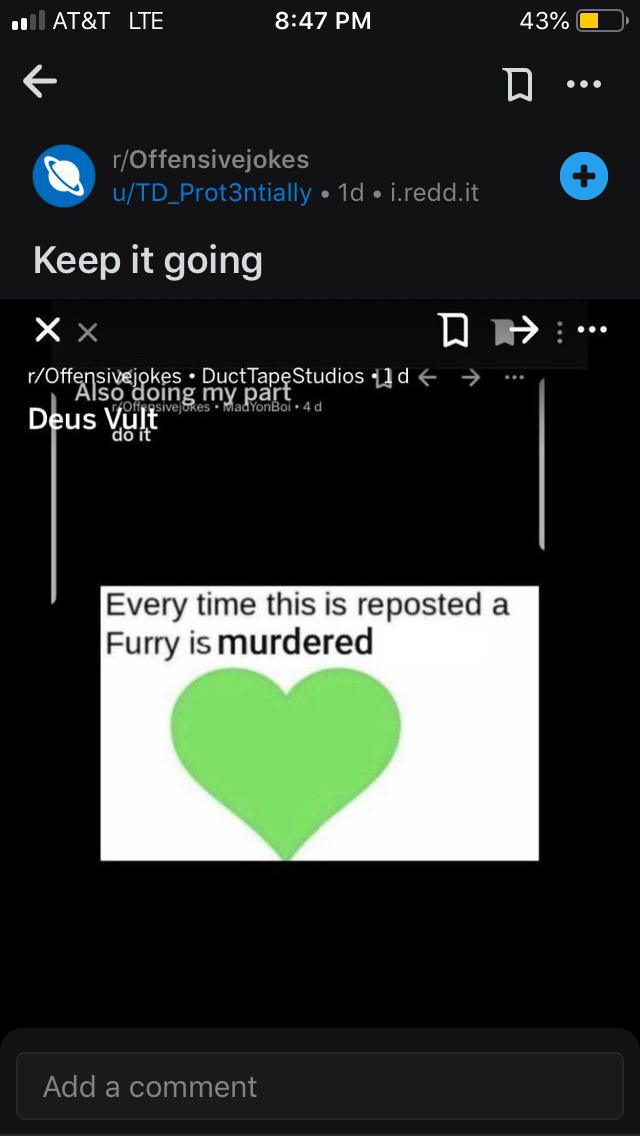 AT&T LTE 8:47 PM 43%
r/Offensivejokes
u/TD_Prot3ntially • 1d • i.redd.it
Keep it going
r/Offensivejokes • DuctTapeStudios • 1 d
Also doing my part
r/Offensivejokes • MadYonBoi • 4 d
Deus Vult
do it
Every time this is reposted a
Furry is murdered
Add a comment